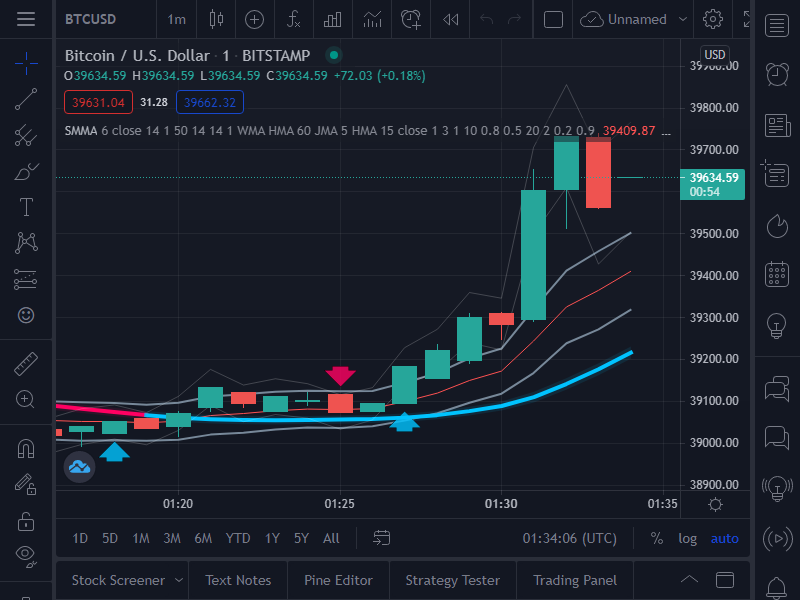 BTCUSD 1m Unnamed
Bitcoin / U.S. Dollar · 1 · BITSTAMP
USD
O39634.59 H39634.59 L39634.59 C39634.59 +72.03 (+0.18%)
39631.04 31.28 39662.32
SMMA 6 close 14 1 50 14 14 1 WMA HMA 60 JMA 5 HMA 15 close 1 3 1 10 0.8 0.5 20 2 0.2 0.9 39409.87 ...
39800.00
39700.00
39634.59
00:54
39500.00
39400.00
39300.00
39200.00
39100.00
39000.00
38900.00
01:20 01:25 01:30 01:35
1D 5D 1M 3M 6M YTD 1Y 5Y All 01:34:06 (UTC) % log auto
Stock Screener Text Notes Pine Editor Strategy Tester Trading Panel